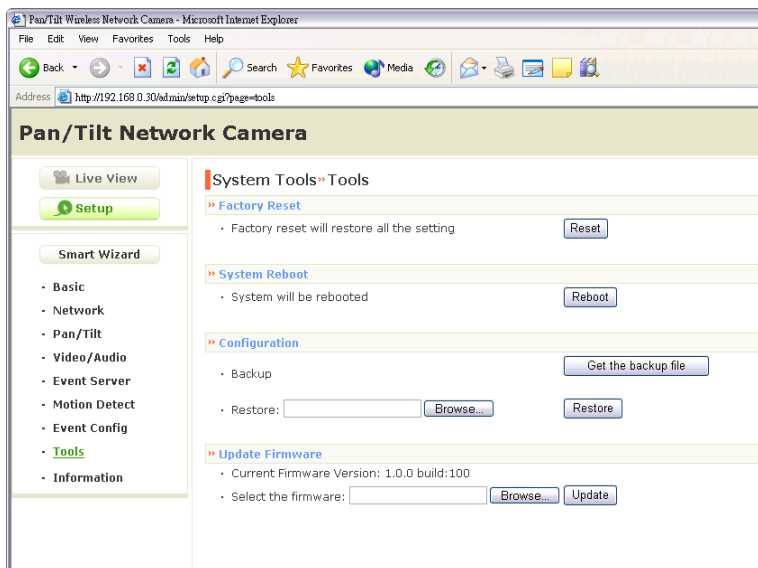 Pan/Tilt Wireless Network Camera - Microsoft Internet Explorer
File Edit View Favorites Tools Help
Back Search Favorites Media
Address http://192.168.0.30/admin/setup.cgi?page=tools
Pan/Tilt Network Camera
Live View
Setup
Smart Wizard
· Basic
· Network
· Pan/Tilt
· Video/Audio
· Event Server
· Motion Detect
· Event Config
· Tools
· Information
System Tools»Tools
» Factory Reset
· Factory reset will restore all the setting Reset
» System Reboot
· System will be rebooted Reboot
» Configuration
· Backup Get the backup file
· Restore: Browse... Restore
» Update Firmware
· Current Firmware Version: 1.0.0 build:100
· Select the firmware: Browse... Update